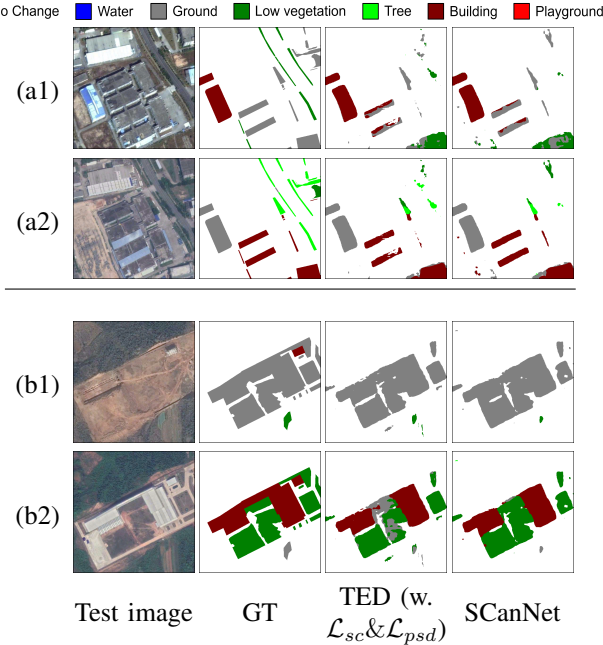 o Change Water Ground Low vegetation Tree Building Playground
(a1)
(a2)
(b1)
(b2)
Test image GT TED (w. SCanNet
ℒsc&ℒpsd)